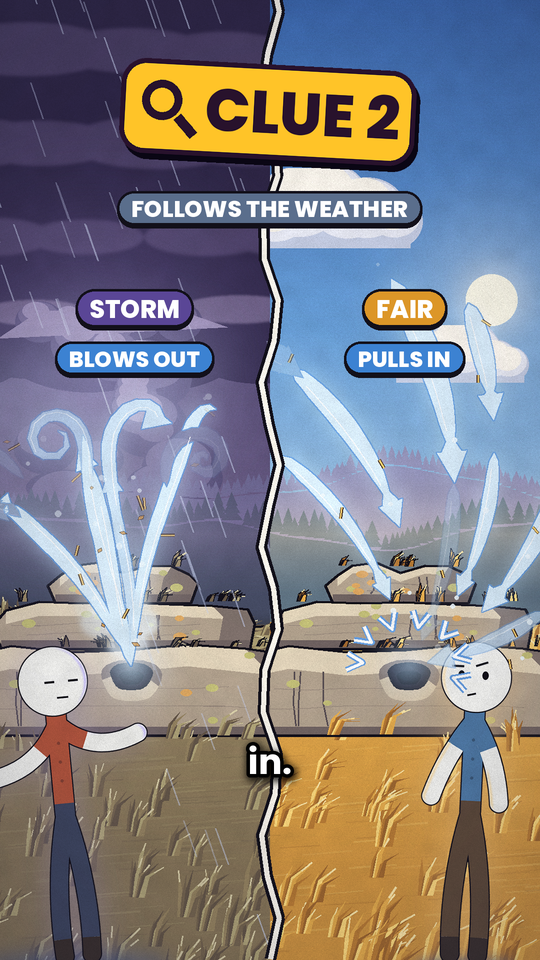 CLUE 2
FOLLOWS THE WEATHER
STORM
BLOWS OUT
FAIR
PULLS IN
in.